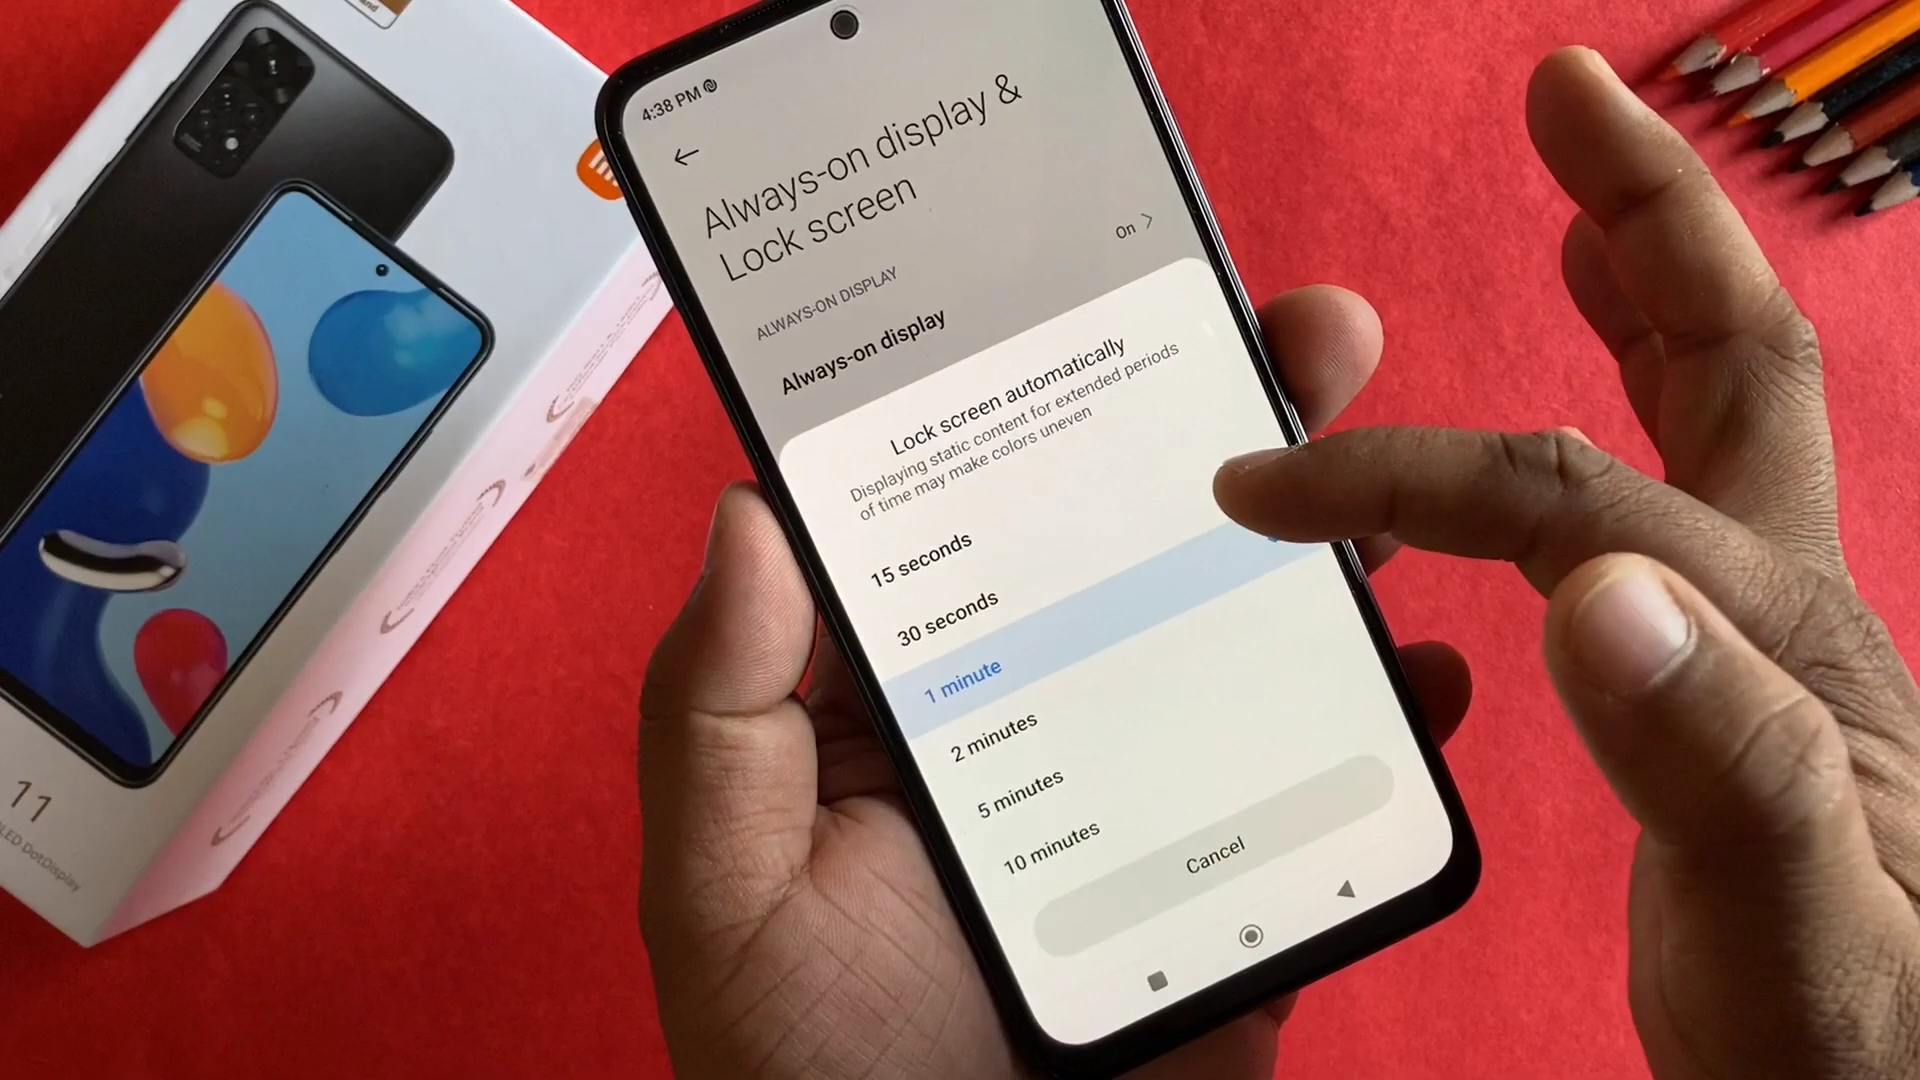 4:38 PM
Always-on display &
Lock screen
ALWAYS-ON DISPLAY
On
Always-on display
Lock screen automatically
Displaying static content for extended periods
of time may make colors uneven
15 seconds
30 seconds
1 minute
2 minutes
5 minutes
10 minutes
Cancel
11
DotDisplay